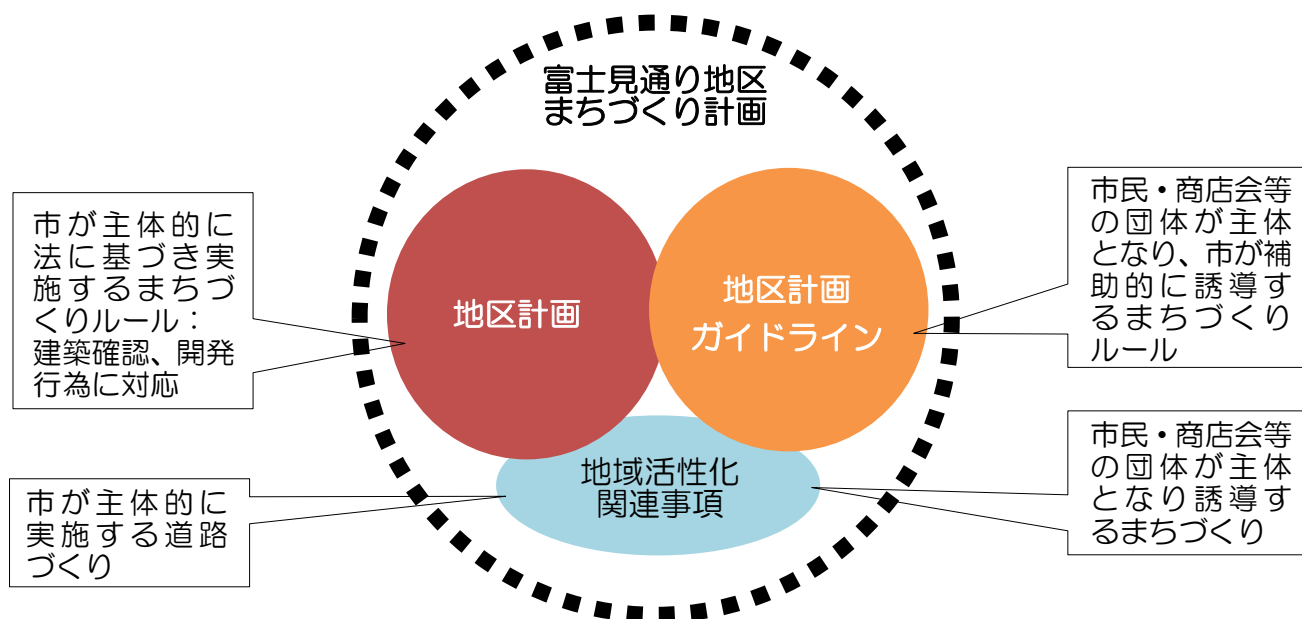 富士見通り地区
まちづくり計画
市が主体的に
法に基づき実
施するまちづ
くりルール：
建築確認、開発
行為に対応
地区計画
地区計画
ガイドライン
市民・商店会等
の団体が主体
となり、市が補
助的に誘導す
るまちづくり
ルール
市が主体的に
実施する道路
づくり
地域活性化
関連事項
市民・商店会等
の団体が主体
となり誘導す
るまちづくり